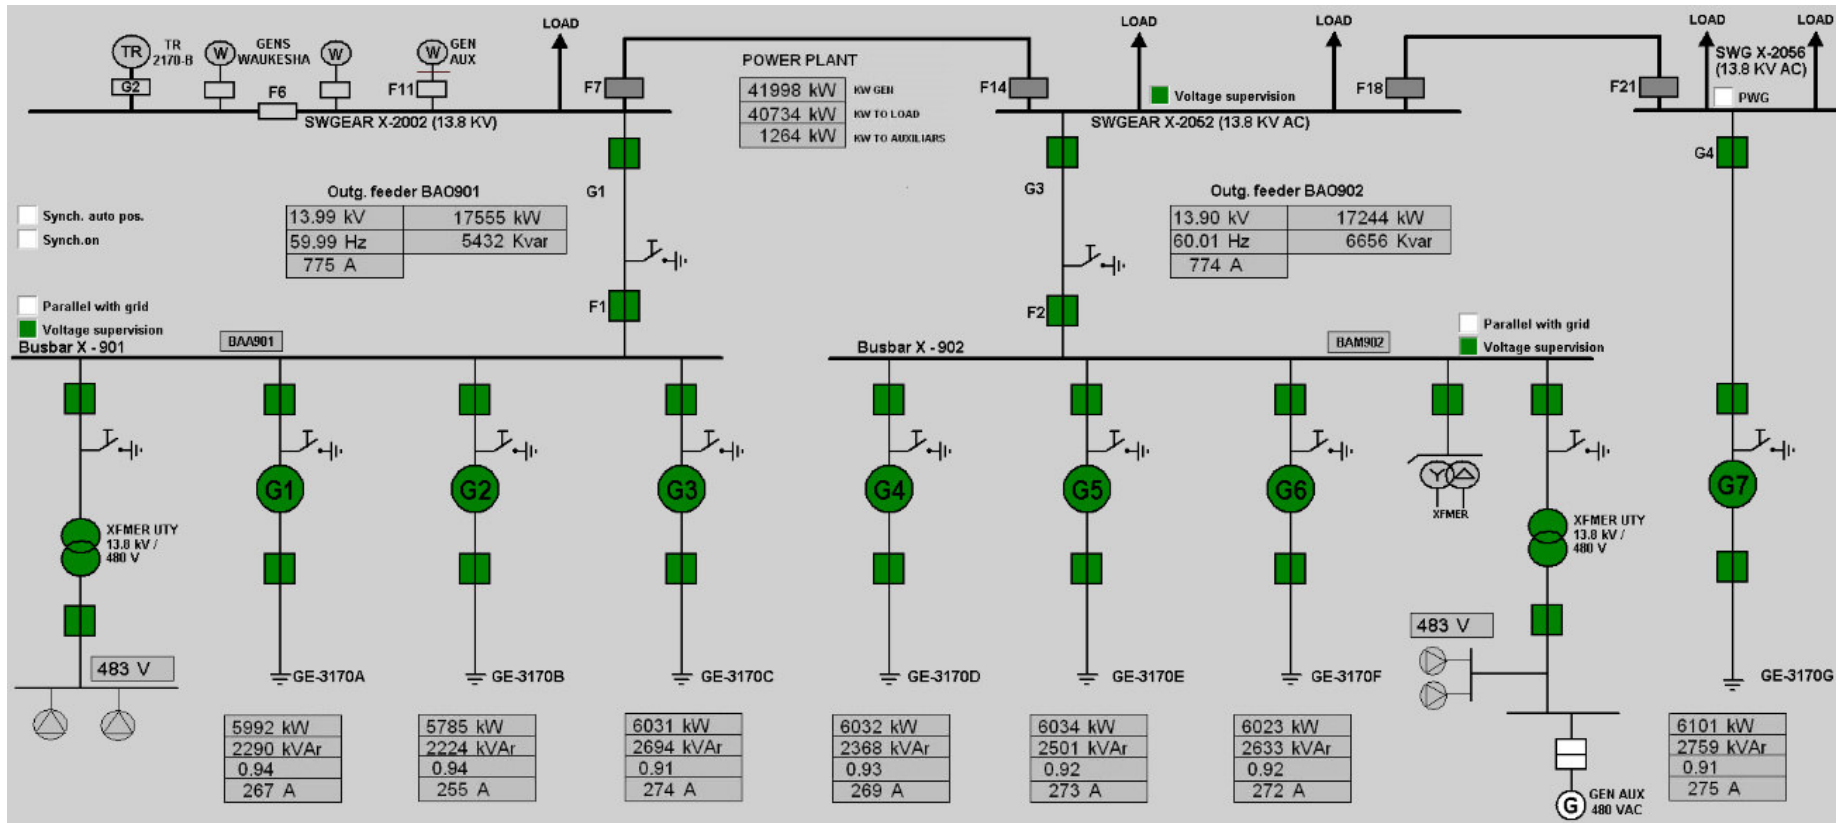 LOAD
LOAD
LOAD
LOAD
LOAD
TR
TR
2170-B
G2
W
GENS
WAUKESHA
W
W
GEN
AUX
F6
F11
F7
SWGEAR X-2002 (13.8 KV)
POWER PLANT
41998 kW KW GEN
40734 kW KW TO LOAD
1264 kW KW TO AUXILIARS
F14
Voltage supervision
SWGEAR X-2052 (13.8 KV AC)
F18
F21
SWG X-2056
(13.8 KV AC)
PWG
G1
G3
G4
Synch. auto pos.
Synch.on
Outg. feeder BAO901
13.99 kV 17555 kW
59.99 Hz 5432 Kvar
775 A
Outg. feeder BAO902
13.90 kV 17244 kW
60.01 Hz 6656 Kvar
774 A
Parallel with grid
Voltage supervision
Busbar X - 901
BAA901
F1
F2
Busbar X - 902
BAM902
Parallel with grid
Voltage supervision
G1
G2
G3
G4
G5
G6
G7
Y
XFMER
XFMER UTY
13.8 kV /
480 V
XFMER UTY
13.8 kV /
480 V
483 V
483 V
GE-3170A
GE-3170B
GE-3170C
GE-3170D
GE-3170E
GE-3170F
GE-3170G
5992 kW
2290 kVAr
0.94
267 A
5785 kW
2224 kVAr
0.94
255 A
6031 kW
2694 kVAr
0.91
274 A
6032 kW
2368 kVAr
0.93
269 A
6034 kW
2501 kVAr
0.92
273 A
6023 kW
2633 kVAr
0.92
272 A
G
GEN AUX
480 VAC
6101 kW
2759 kVAr
0.91
275 A